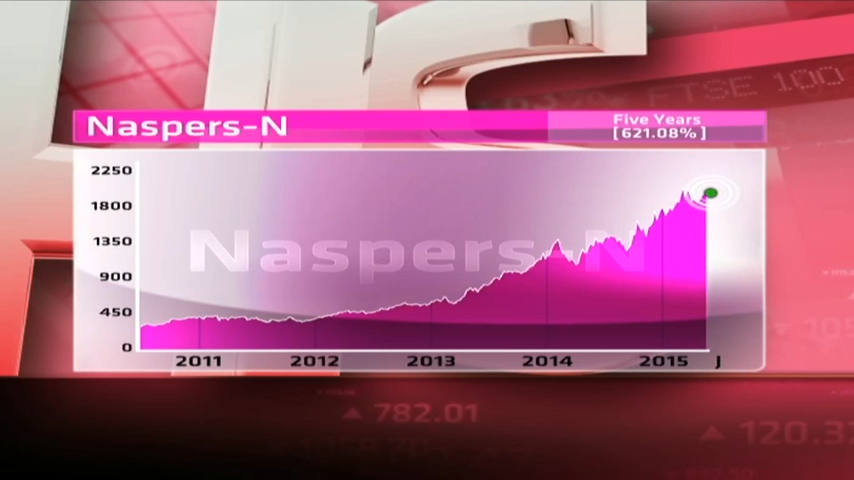 FTSE 100
Naspers-N
Five Years
[621.08%]
2250
1800
1350
900
450
0
Naspers-N
2011 2012 2013 2014 2015 J
782.01
120.3